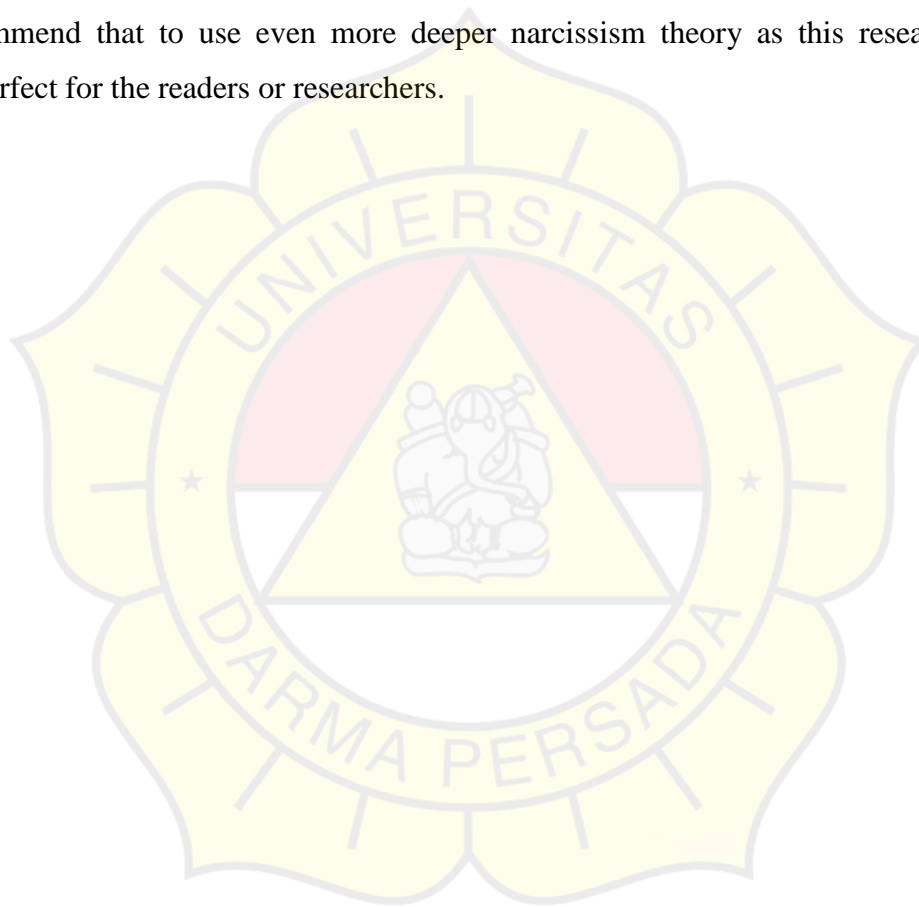 mmend that to use even more deeper narcissism theory as this resea
rfect for the readers or researchers.
UNIVERSITAS
DARMA PERSADA